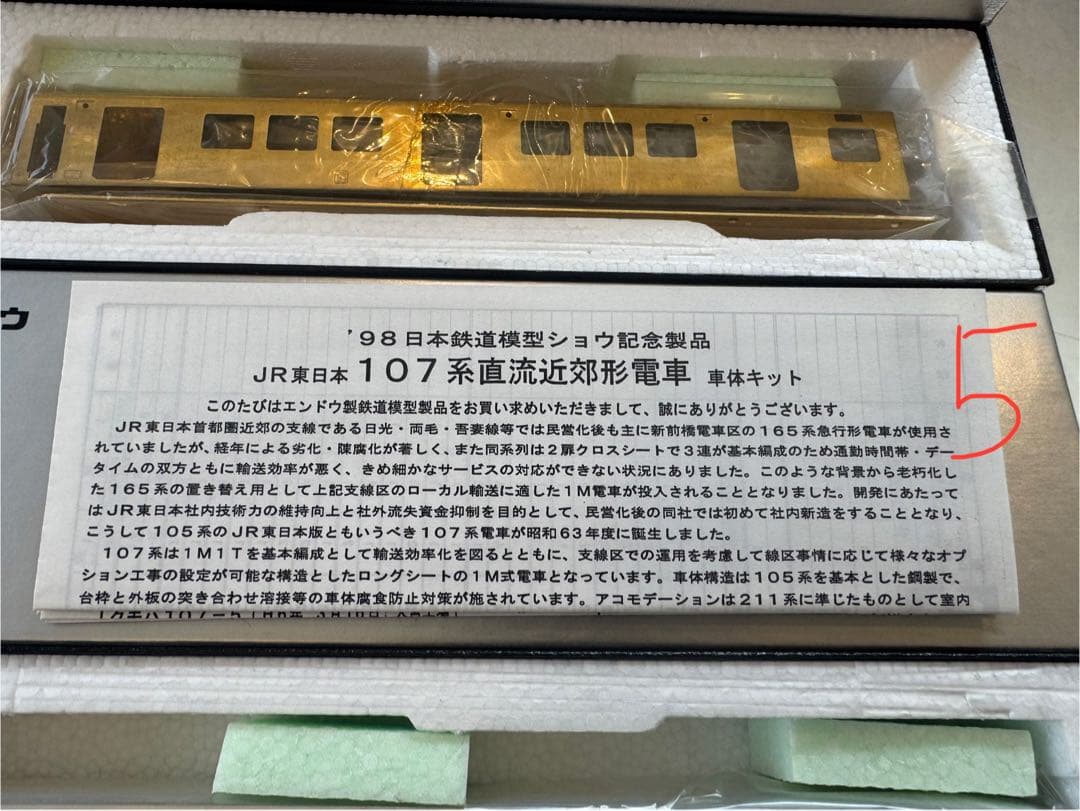 ウ
'98日本鉄道模型ショウ記念製品
JR東日本 107系直流近郊形電車 車体キット
このたびはエンドウ製鉄道模型製品をお買い求めいただきまして、誠にありがとうございます。
JR東日本首都圏近郊の支線である日光・両毛・吾妻線等では民営化後も主に新前橋電車区の165系急行形電車が使用さ
れていましたが、経年による劣化・陳腐化が著しく、また同系列は2扉クロスシートで3連が基本編成のため通勤時間帯・デー
タイムの双方ともに輸送効率が悪く、きめ細かなサービスの対応ができない状況にありました。このような背景から老朽化し
た165系の置き替え用として上記支線区のローカル輸送に適した1M電車が投入されることとなりました。開発にあたって
はJR東日本社内技術力の維持向上と社外流失資金抑制を目的として、民営化後の同社では初めて社内新造をすることとなり、
こうして105系のJR東日本版ともいうべき107系電車が昭和63年度に誕生しました。
107系は1M1Tを基本編成として輸送効率化を図るとともに、支線区での運用を考慮して線区事情に応じて様々なオプ
ション工事の設定が可能な構造としたロングシートの1M式電車となっています。車体構造は105系を基本とした鋼製で、
台枠と外板の突き合わせ溶接等の車体腐食防止対策が施されています。アコモデーションは211系に準じたものとして室内
5